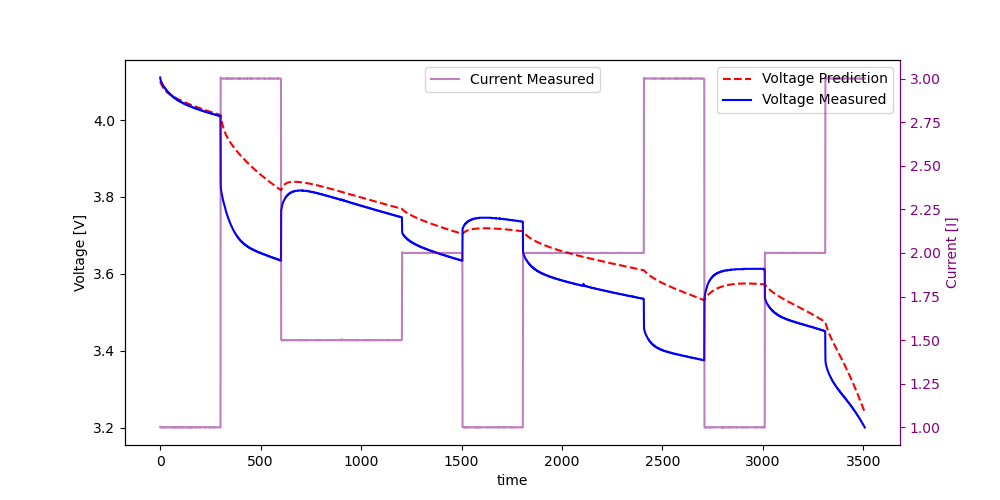 Current Measured
Voltage Prediction
Voltage Measured
Voltage [V]
4.0
3.8
3.6
3.4
3.2
3.00
2.75
2.50
2.25
2.00
1.75
1.50
1.25
1.00
Current [I]
0 500 1000 1500 2000 2500 3000 3500
time